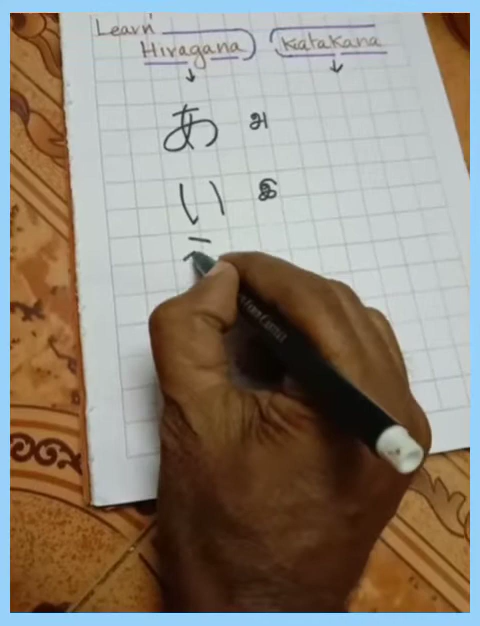 Learn
Hiragana Katakana
あ அ
い இ